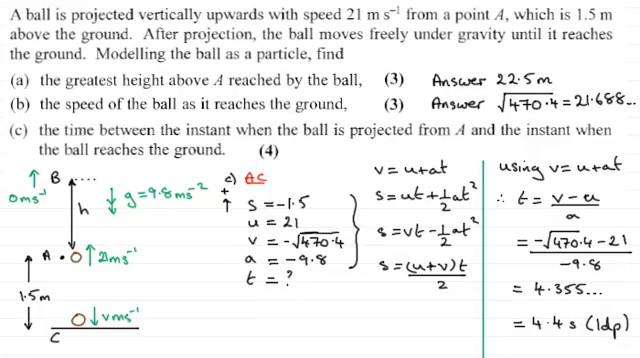 A ball is projected vertically upwards with speed 21 m s⁻¹ from a point A, which is 1.5 m
above the ground. After projection, the ball moves freely under gravity until it reaches
the ground. Modelling the ball as a particle, find
(a) the greatest height above A reached by the ball, (3) Answer 22.5m
(b) the speed of the ball as it reaches the ground, (3) Answer √470.4 = 21.688...
(c) the time between the instant when the ball is projected from A and the instant when
the ball reaches the ground. (4)
B ....
0ms⁻¹
g = 9.8ms⁻²
h
A . 21ms⁻¹
1.5m
vms⁻¹
C
c) AC
+
s = -1.5
u = 21
v = -√470.4
a = -9.8
t = ?
v = u+at
s = ut + ½at²
s = vt - ½at²
s = (u+v)t
2
using v = u+at
∴ t = v - u
a
= -√470.4 - 21
-9.8
= 4.355...
= 4.4s (1dp)